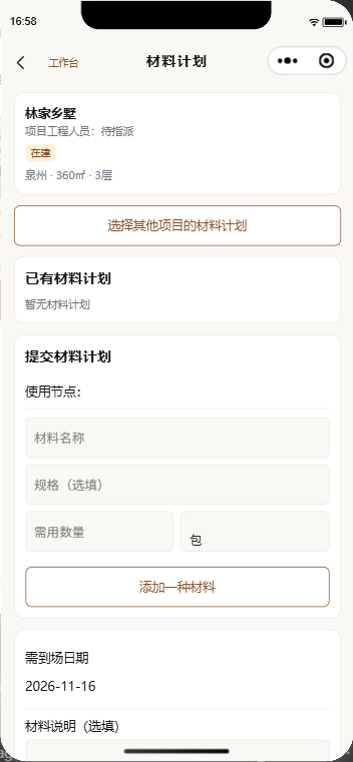 16:58
工作台
材料计划
林家乡墅
项目工程人员：待指派
在建
泉州 · 360㎡ · 3层
选择其他项目的材料计划
已有材料计划
暂无材料计划
提交材料计划
使用节点：
材料名称
规格（选填）
需用数量
包
添加一种材料
需到场日期
2026-11-16
材料说明（选填）